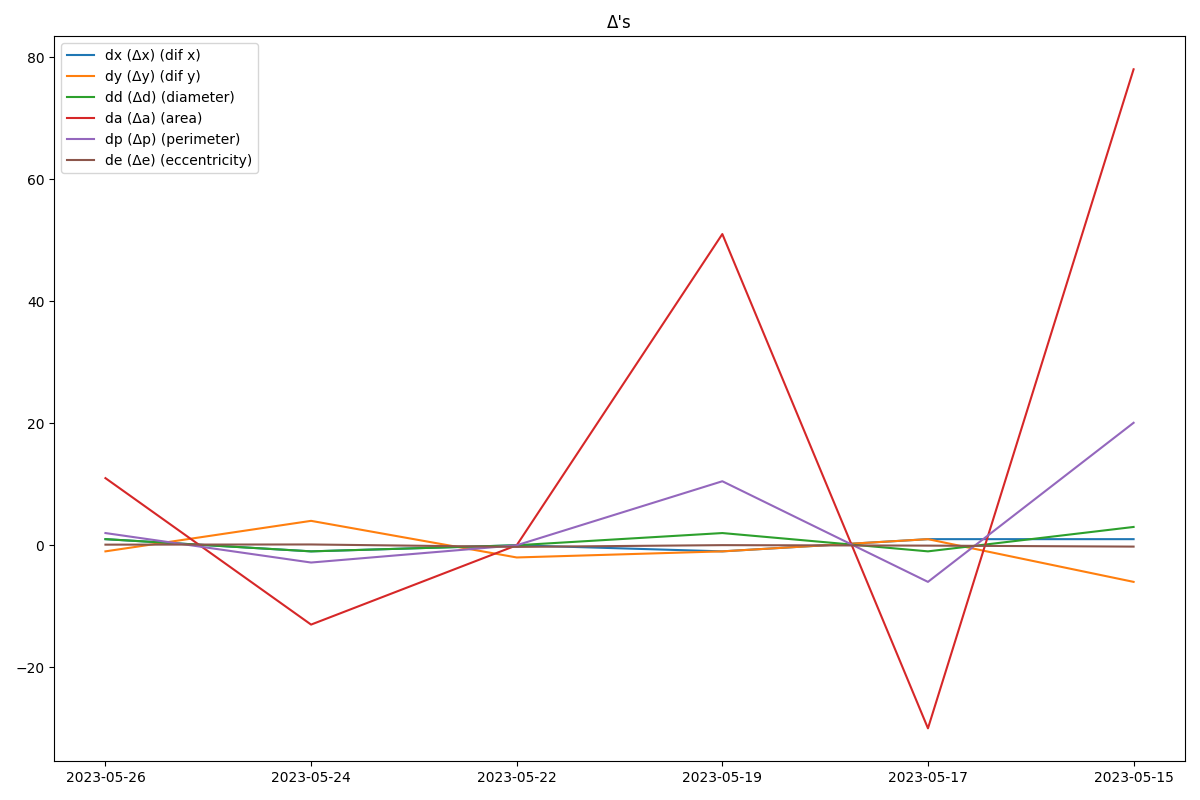 Δ's
dx (Δx) (dif x)
dy (Δy) (dif y)
dd (Δd) (diameter)
da (Δa) (area)
dp (Δp) (perimeter)
de (Δe) (eccentricity)
80
60
40
20
0
−20
2023-05-26 2023-05-24 2023-05-22 2023-05-19 2023-05-17 2023-05-15